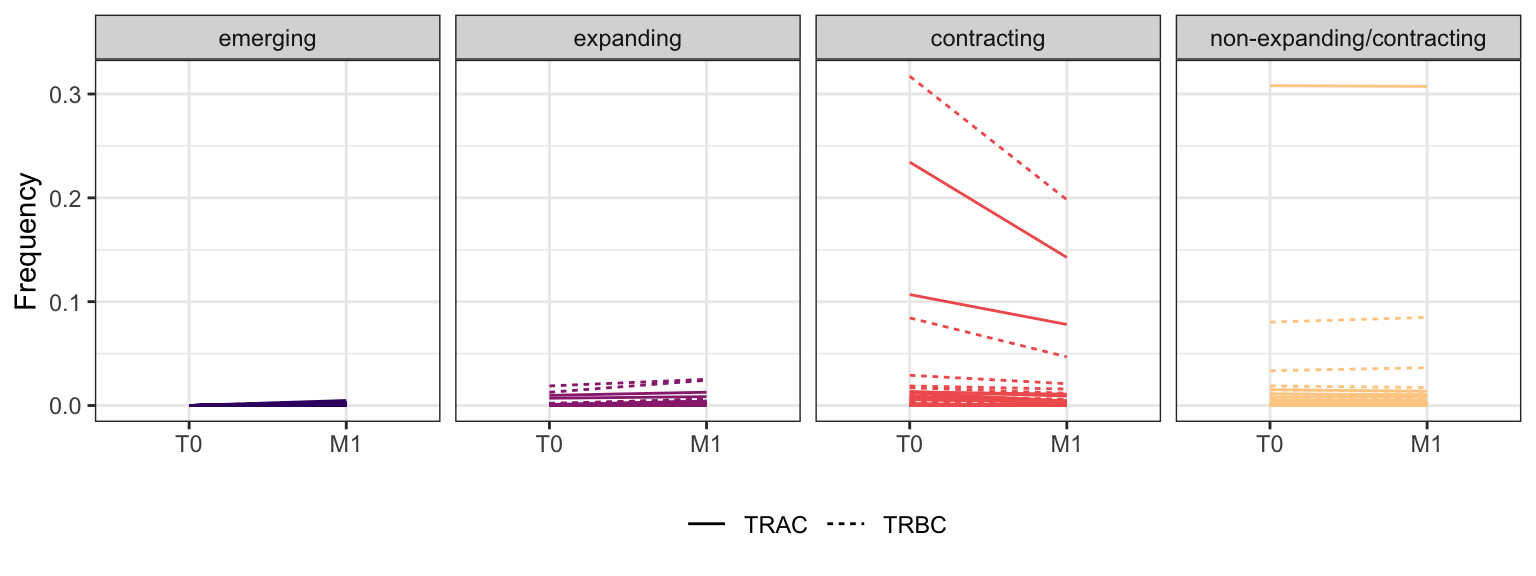 emerging expanding contracting non-expanding/contracting
Frequency
0.3
0.2
0.1
0.0
T0 M1 T0 M1 T0 M1 T0 M1
TRAC TRBC